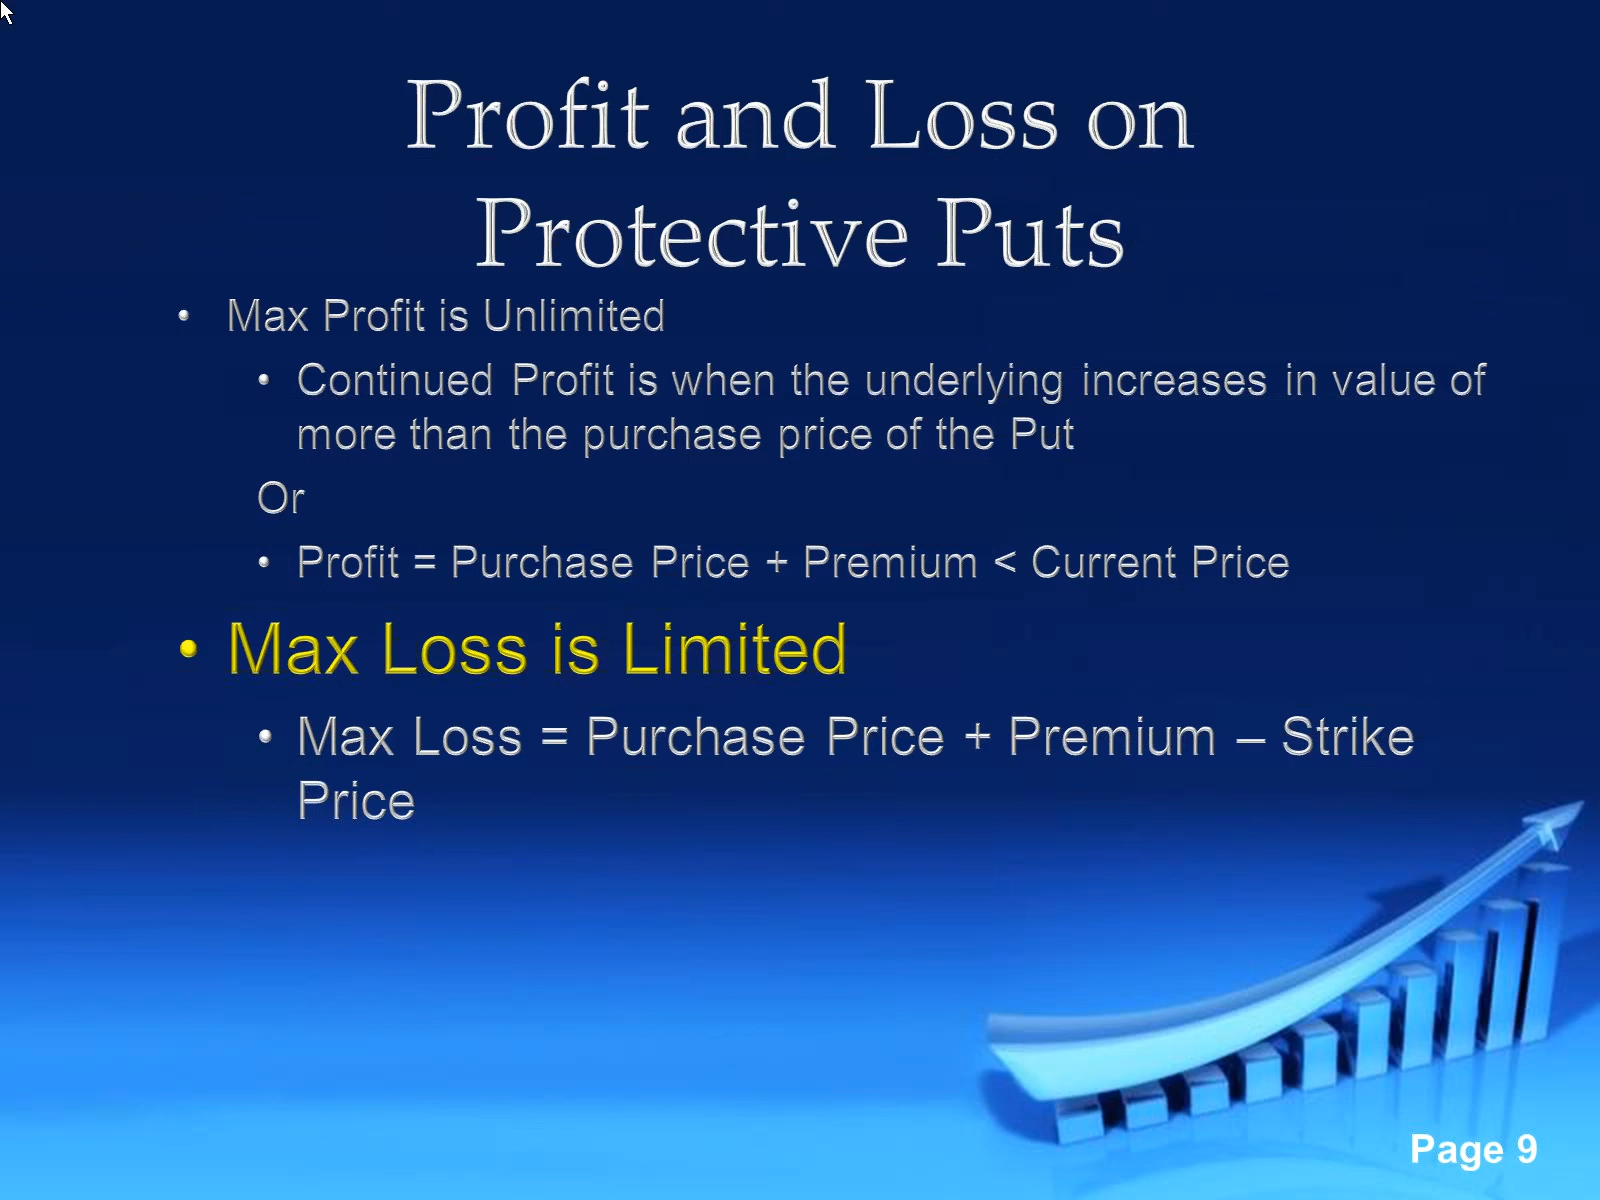 Profit and Loss on
Protective Puts
• Max Profit is Unlimited
• Continued Profit is when the underlying increases in value of
more than the purchase price of the Put
Or
• Profit = Purchase Price + Premium < Current Price
• Max Loss is Limited
• Max Loss = Purchase Price + Premium – Strike
Price
Page 9